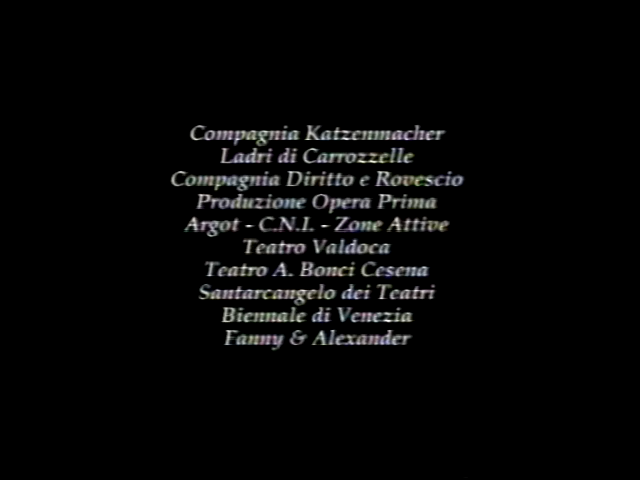 Compagnia Katzenmacher
Ladri di Carrozzelle
Compagnia Diritto e Rovescio
Produzione Opera Prima
Argot - C.N.I. - Zone Attive
Teatro Valdoca
Teatro A. Bonci Cesena
Santarcangelo dei Teatri
Biennale di Venezia
Fanny & Alexander